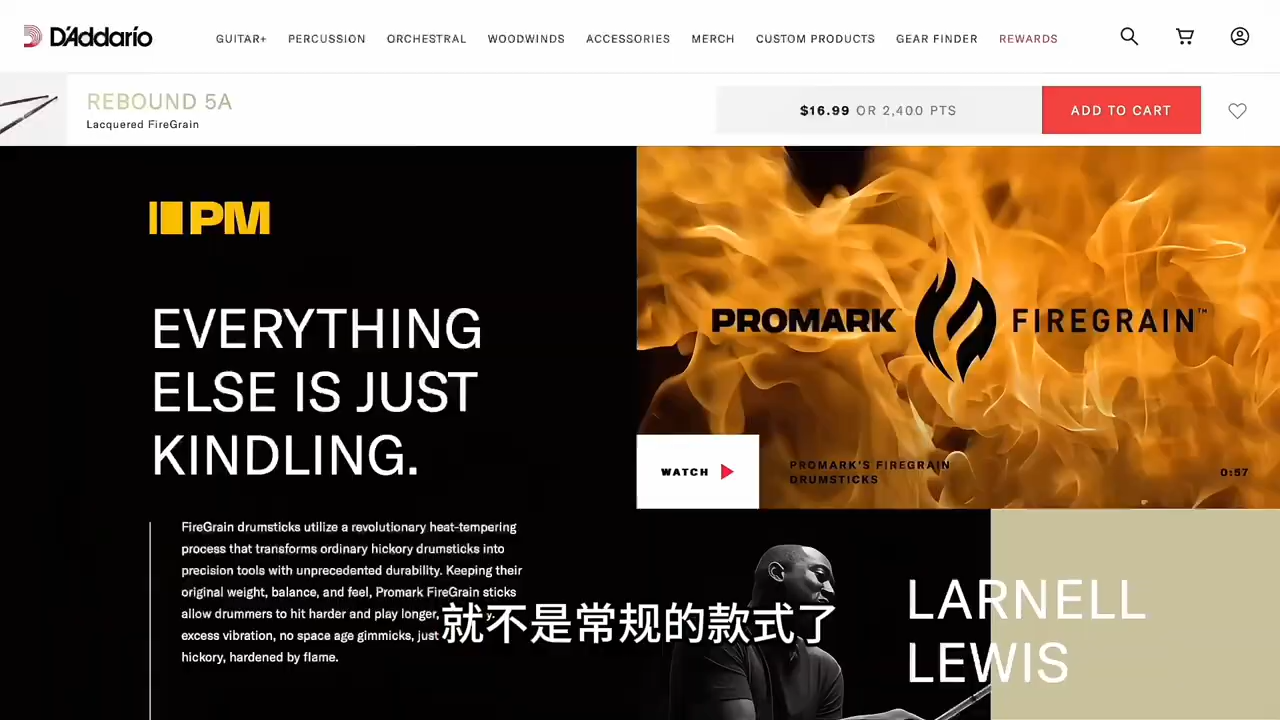 D'Addario
GUITAR+ PERCUSSION ORCHESTRAL WOODWINDS ACCESSORIES MERCH CUSTOM PRODUCTS GEAR FINDER REWARDS
REBOUND 5A
Lacquered FireGrain
$16.99 OR 2,400 PTS
ADD TO CART
PM
EVERYTHING
ELSE IS JUST
KINDLING.
FireGrain drumsticks utilize a revolutionary heat-tempering
process that transforms ordinary hickory drumsticks into
precision tools with unprecedented durability. Keeping their
original weight, balance, and feel, Promark FireGrain sticks
allow drummers to hit harder and play longer,
excess vibration, no space age gimmicks, just
hickory, hardened by flame.
PROMARK FIREGRAIN™
WATCH
PROMARK'S FIREGRAIN
DRUMSTICKS
0:57
LARNELL
LEWIS
就不是常规的款式了